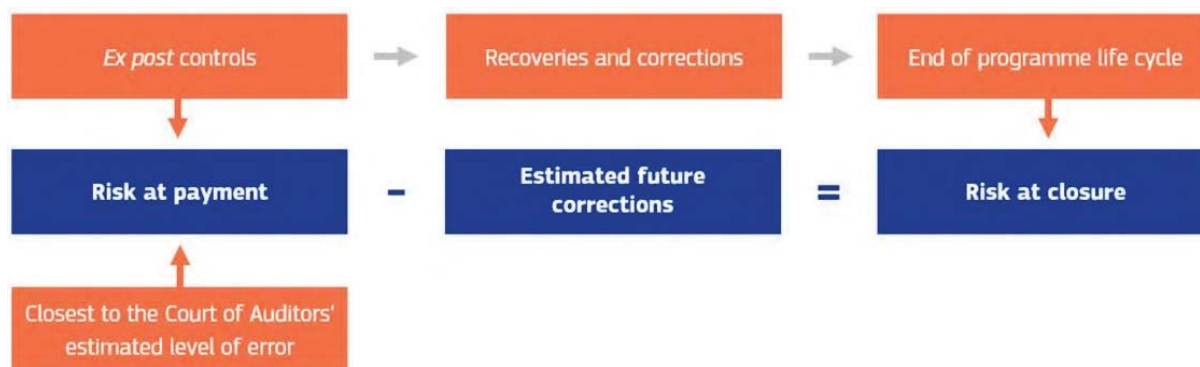 Ex post controls
Recoveries and corrections
End of programme life cycle
Risk at payment
-
Estimated future
corrections
=
Risk at closure
Closest to the Court of Auditors'
estimated level of error